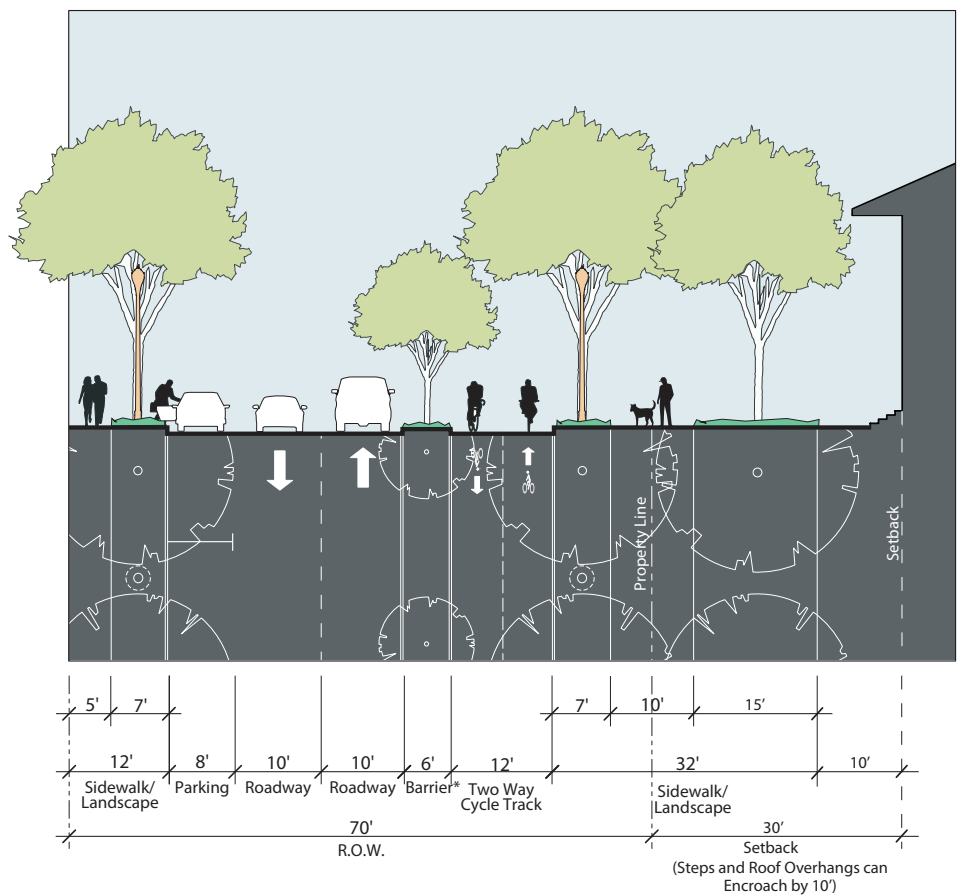 Property Line
Setback
5' 7' 7' 10' 15'
12' 8' 10' 10' 6' 12' 32' 10'
Sidewalk/
Landscape
Parking
Roadway
Roadway
Barrier*
Two Way
Cycle Track
Sidewalk/
Landscape
70'
R.O.W.
30'
Setback
(Steps and Roof Overhangs can
Encroach by 10')